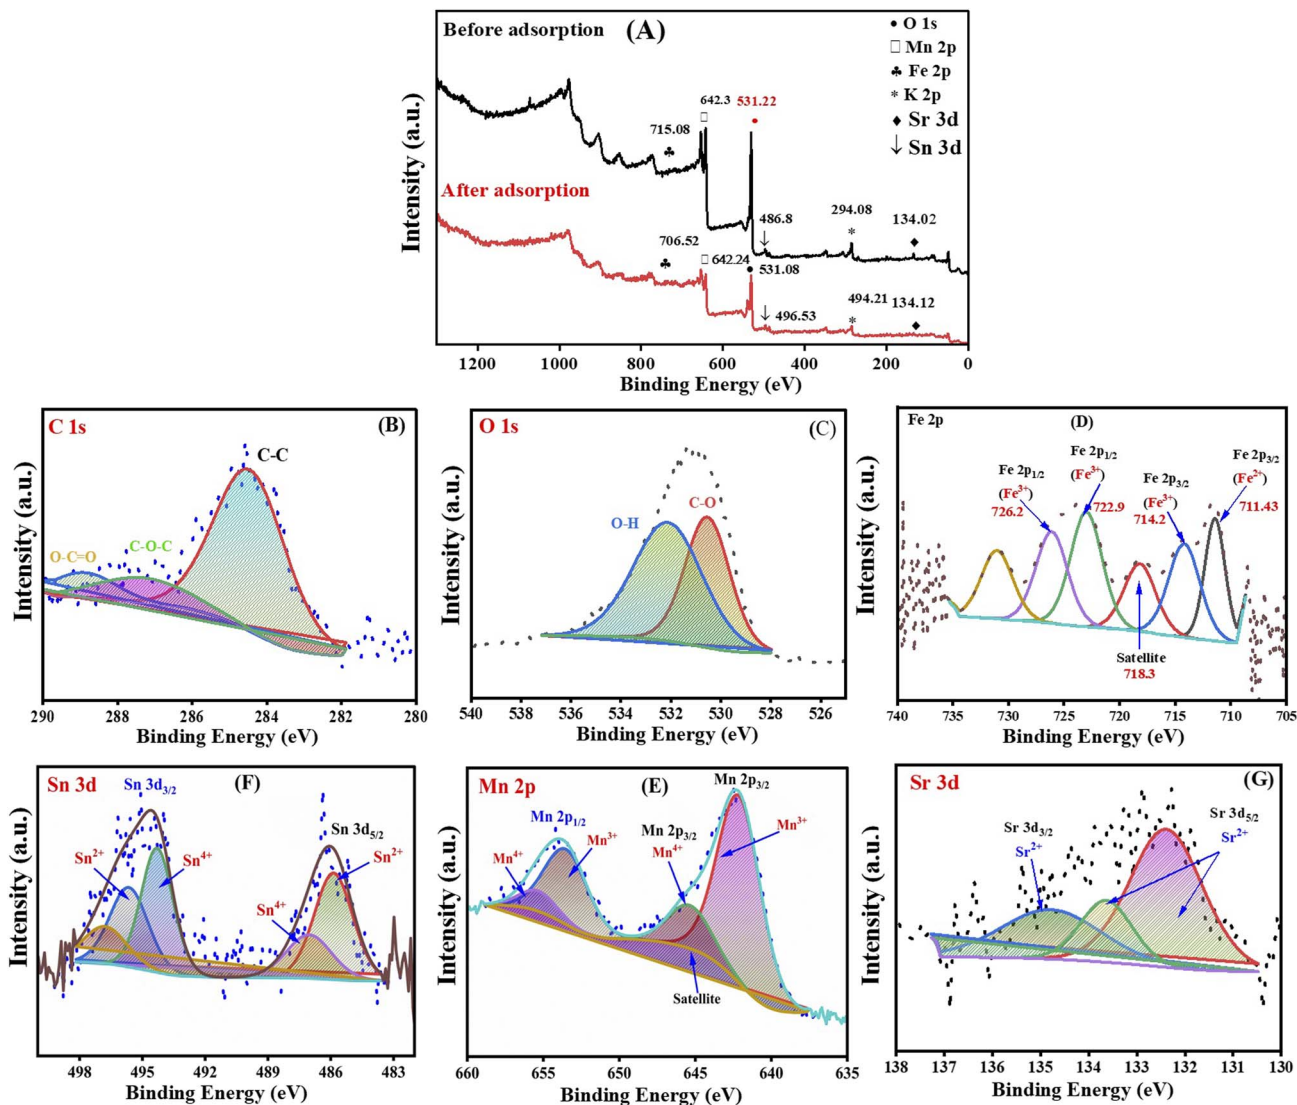 Before adsorption (A)
● O 1s
□ Mn 2p
♣ Fe 2p
* K 2p
♦ Sr 3d
↓ Sn 3d
642.3 531.22
715.08
After adsorption
486.8 294.08 134.02
706.52
642.24 531.08
496.53 494.21 134.12
Intensity (a.u.)
1200 1000 800 600 400 200 0
Binding Energy (eV)
C 1s (B)
C-C
O-C=O C-O-C
Intensity (a.u.)
290 288 286 284 282 280
Binding Energy (eV)
O 1s (C)
O-H C-O
Intensity (a.u.)
540 538 536 534 532 530 528 526
Binding Energy (eV)
Fe 2p (D)
Fe 2p1/2
(Fe3+)
726.2
Fe 2p1/2
(Fe3+)
722.9
Fe 2p3/2
(Fe3+)
714.2
Fe 2p3/2
(Fe2+)
711.43
Satellite
718.3
Intensity (a.u.)
740 735 730 725 720 715 710 705
Binding Energy (eV)
Sn 3d (F)
Sn 3d3/2
Sn2+ Sn4+
Sn 3d5/2
Sn2+
Sn4+
Intensity (a.u.)
498 495 492 489 486 483
Binding Energy (eV)
Mn 2p (E)
Mn 2p3/2
Mn 2p1/2
Mn4+ Mn3+
Mn 2p3/2
Mn4+
Mn3+
Satellite
Intensity (a.u.)
660 655 650 645 640 635
Binding Energy (eV)
Sr 3d (G)
Sr 3d3/2
Sr2+
Sr 3d5/2
Sr2+
Intensity (a.u.)
138 137 136 135 134 133 132 131 130
Binding Energy (eV)